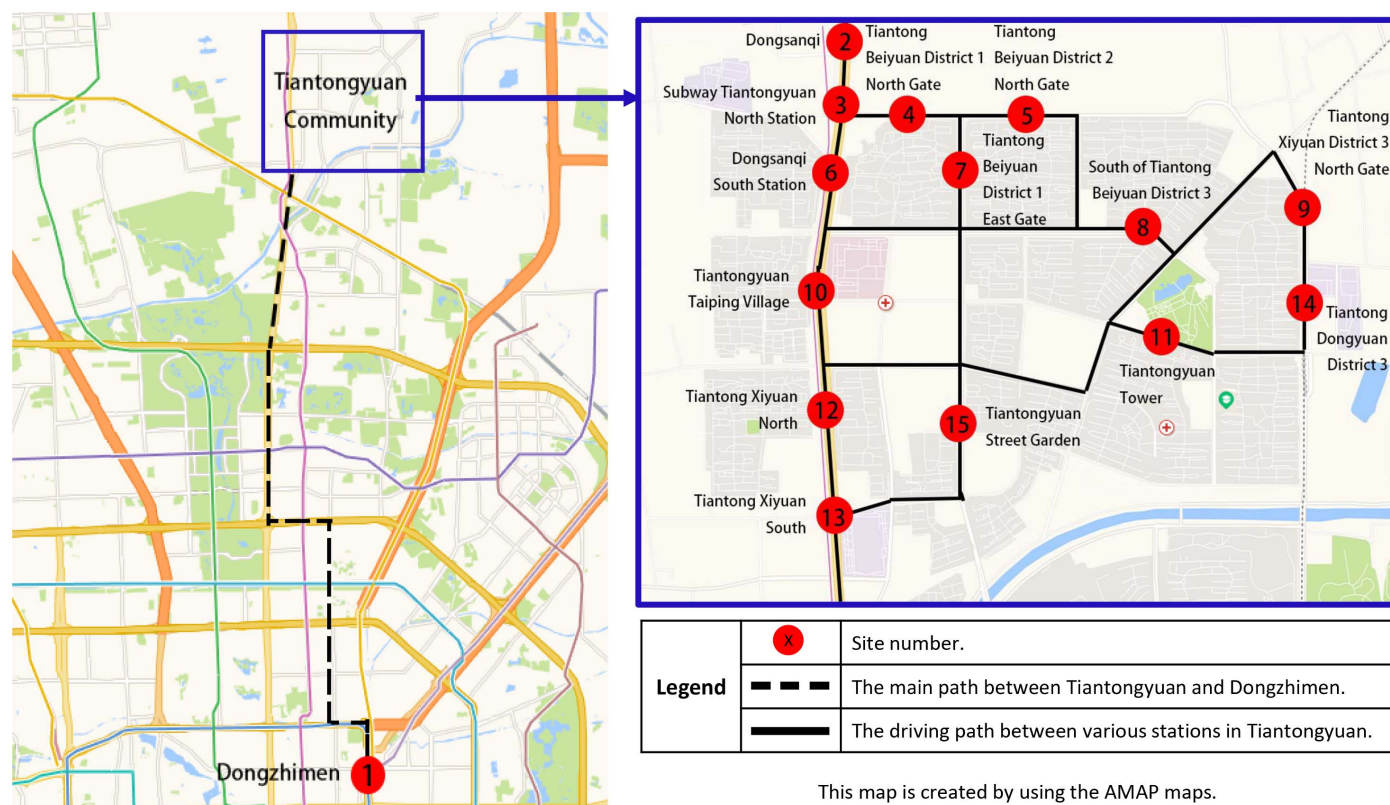 Tiantongyuan
Community
Dongzhimen
1
Dongsanqi
2
Tiantong
Beiyuan District 1
North Gate
Tiantong
Beiyuan District 2
North Gate
Subway Tiantongyuan
North Station
3
4
5
Tiantong
Xiyuan District 3
North Gate
Dongsanqi
South Station
6
7
Tiantong
Beiyuan
District 1
East Gate
South of Tiantong
Beiyuan District 3
8
9
Tiantongyuan
Taiping Village
10
11
Tiantongyuan
Tower
14
Tiantong
Dongyuan
District 3
Tiantong Xiyuan
North
12
15
Tiantongyuan
Street Garden
Tiantong Xiyuan
South
13
Legend
X
Site number.
The main path between Tiantongyuan and Dongzhimen.
The driving path between various stations in Tiantongyuan.
This map is created by using the AMAP maps.